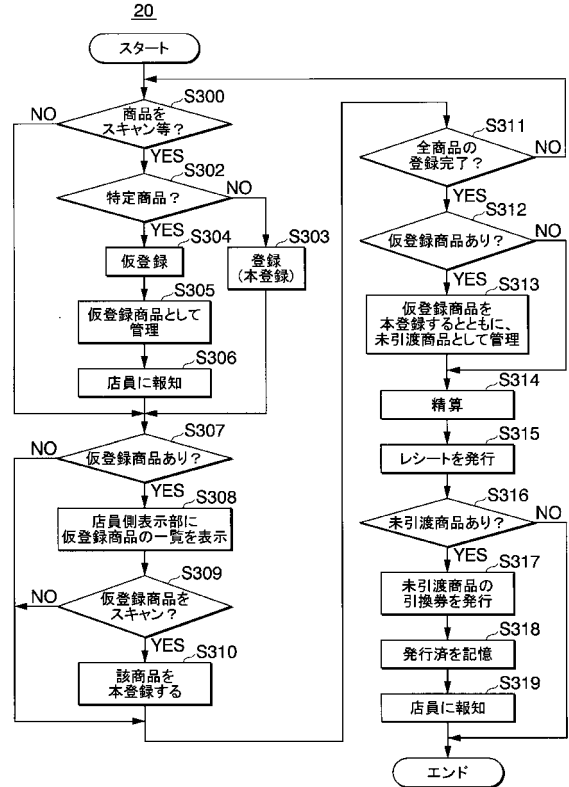 20
スタート
S300
商品を
スキャン等?
NO
YES
S302
特定商品?
NO
YES
S304
仮登録
S303
登録
(本登録)
S305
仮登録商品として
管理
S306
店員に報知
S307
仮登録商品あり?
NO
YES
S308
店員側表示部に
仮登録商品の一覧を表示
S309
仮登録商品を
スキャン?
NO
YES
S310
該商品を
本登録する
S311
全商品の
登録完了?
NO
YES
S312
仮登録商品あり?
NO
YES
S313
仮登録商品を
本登録するとともに、
未引渡商品として管理
S314
精算
S315
レシートを発行
S316
未引渡商品あり?
NO
YES
S317
未引渡商品の
引換券を発行
S318
発行済を記憶
S319
店員に報知
エンド